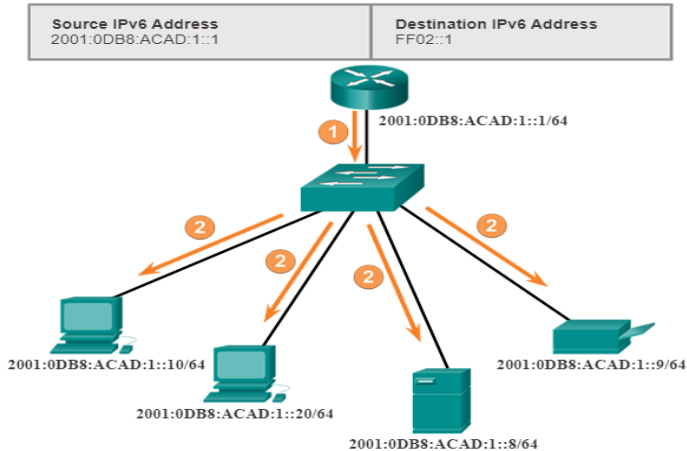 Source IPv6 Address
2001:0DB8:ACAD:1::1
Destination IPv6 Address
FF02::1
2001:0DB8:ACAD:1::1/64
1
2
2
2
2
2001:0DB8:ACAD:1::10/64
2001:0DB8:ACAD:1::20/64
2001:0DB8:ACAD:1::8/64
2001:0DB8:ACAD:1::9/64